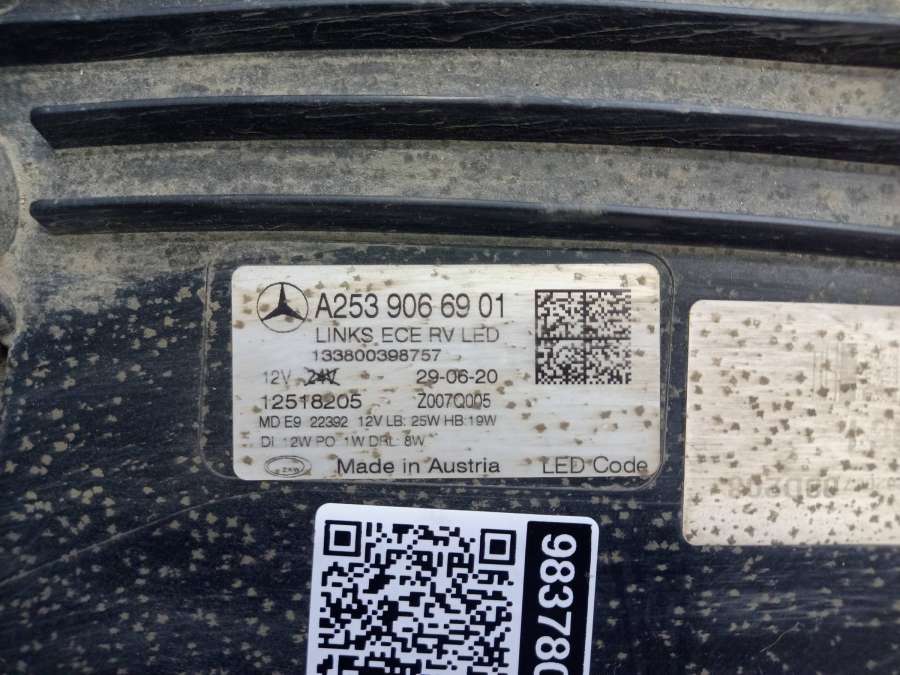 A253 906 69 01
LINKS ECE RV LED
133800398757
12V 24V 29-06-20
12518205 Z007Q005
MD E9 22392 12V LB: 25W HB:19W
DI 12W PO 1W DRL: 8W
ZKW Made in Austria LED Code
983780